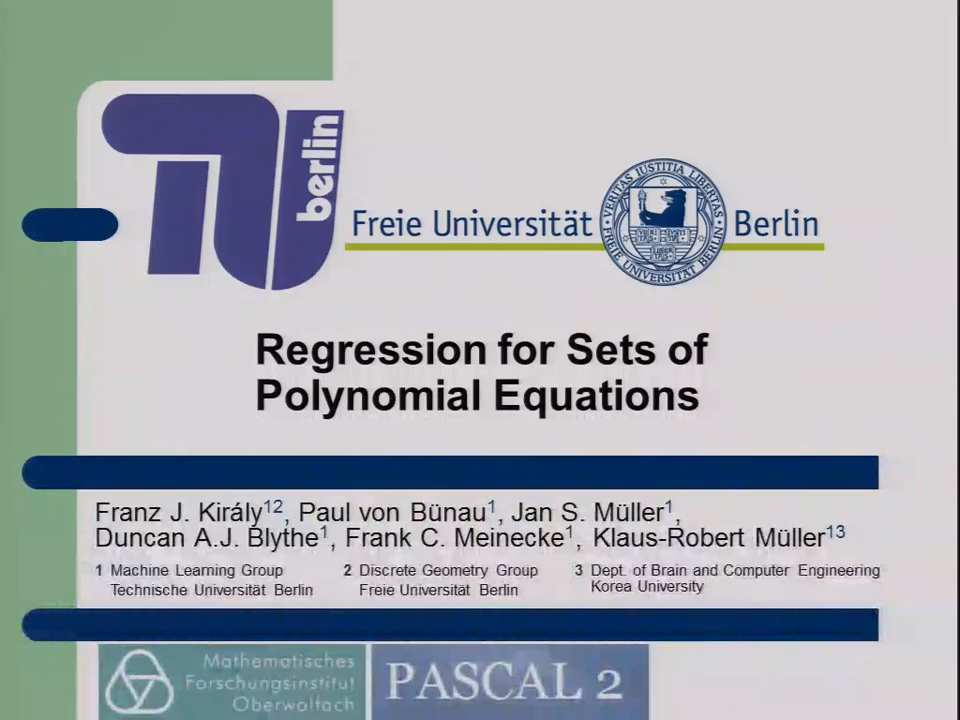 berlin
Freie Universität Berlin
VERITAS IUSTITIA LIBERTAS
FREIE UNIVERSITÄT BERLIN
Regression for Sets of
Polynomial Equations
Franz J. Király12, Paul von Bünau1, Jan S. Müller1,
Duncan A.J. Blythe1, Frank C. Meinecke1, Klaus-Robert Müller13
1 Machine Learning Group 2 Discrete Geometry Group 3 Dept. of Brain and Computer Engineering
Technische Universität Berlin Freie Universität Berlin Korea University
Mathematisches
Forschungsinstitut
Oberwolfach
PASCAL 2